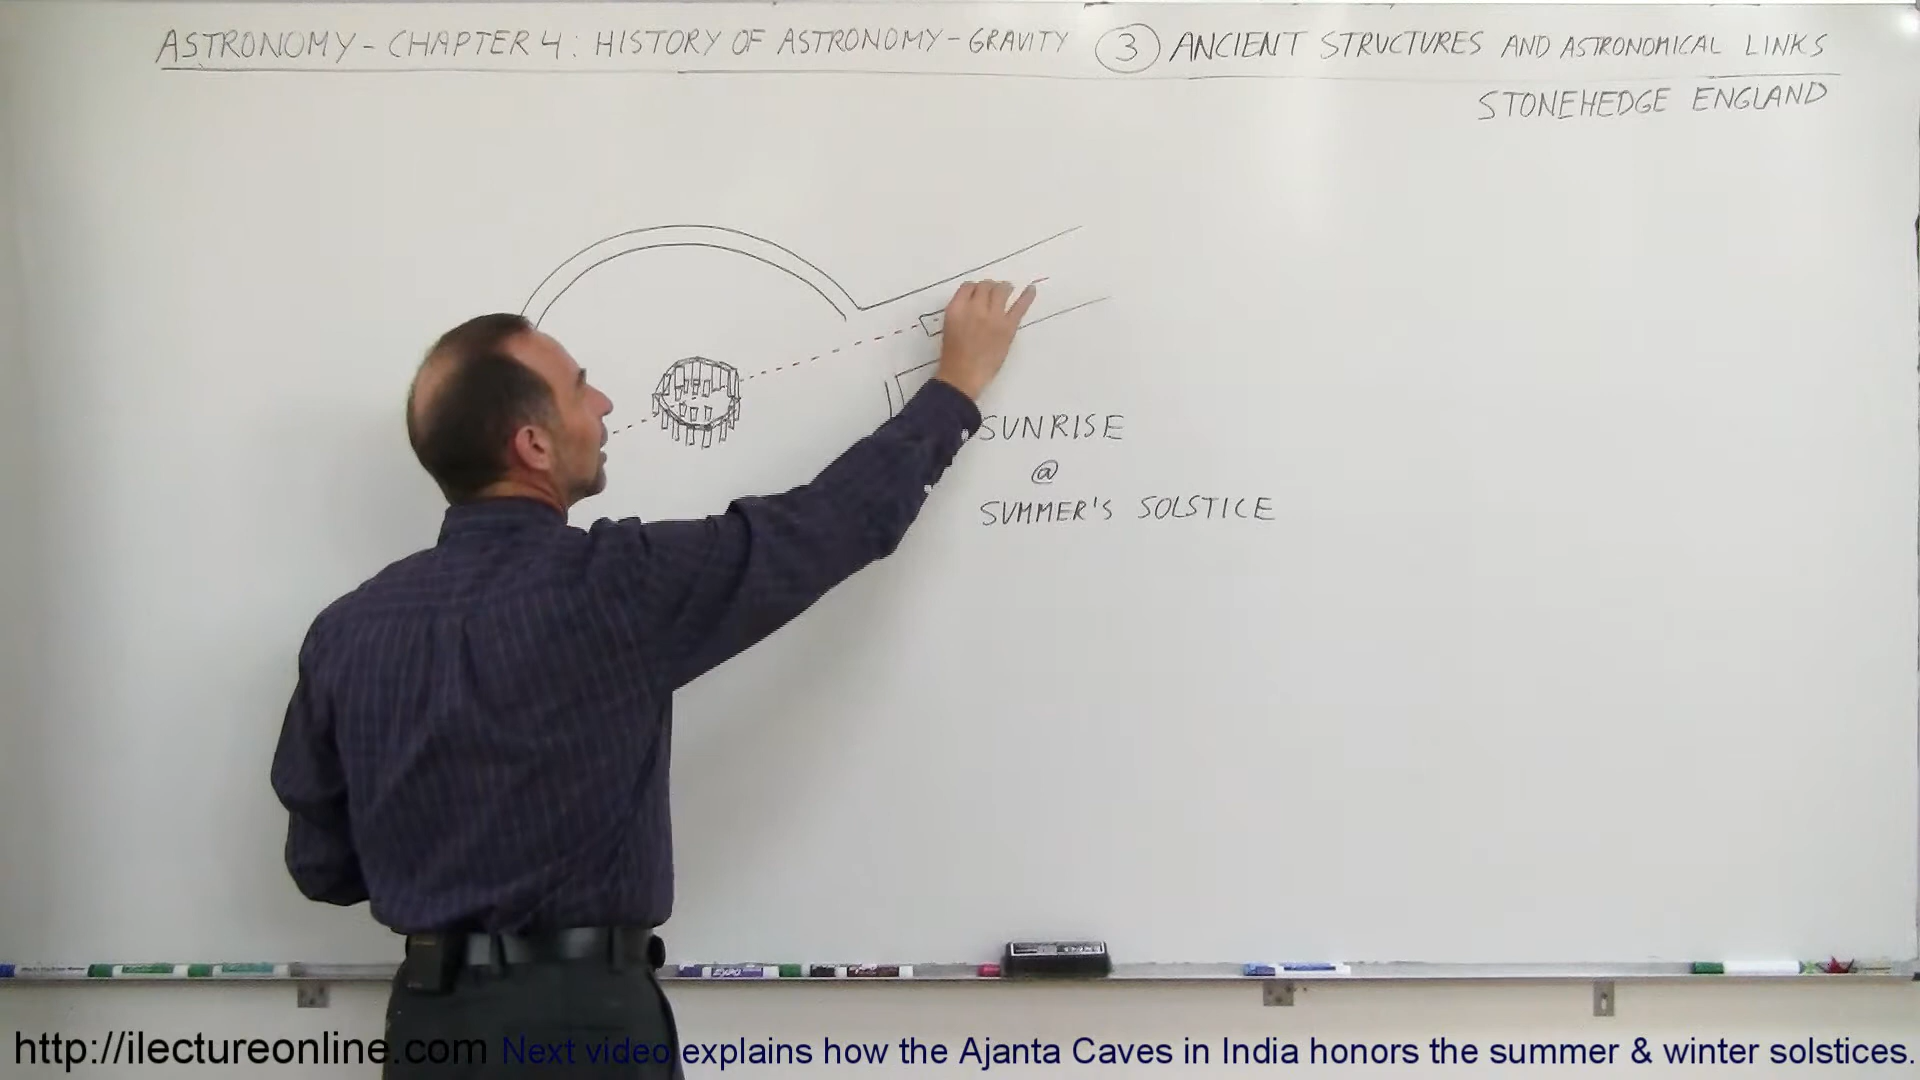 ASTRONOMY - CHAPTER 4: HISTORY OF ASTRONOMY - GRAVITY 3 ANCIENT STRUCTURES AND ASTRONOMICAL LINKS
STONEHEDGE ENGLAND
SUNRISE
@
SUMMER'S SOLSTICE
EXPO
http://ilectureonline.com Next video explains how the Ajanta Caves in India honors the summer & winter solstices.